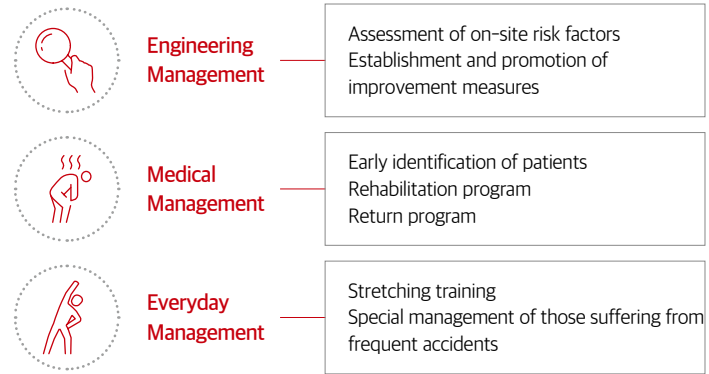 Engineering
Management
Assessment of on-site risk factors
Establishment and promotion of
improvement measures
Medical
Management
Early identification of patients
Rehabilitation program
Return program
Everyday
Management
Stretching training
Special management of those suffering from
frequent accidents